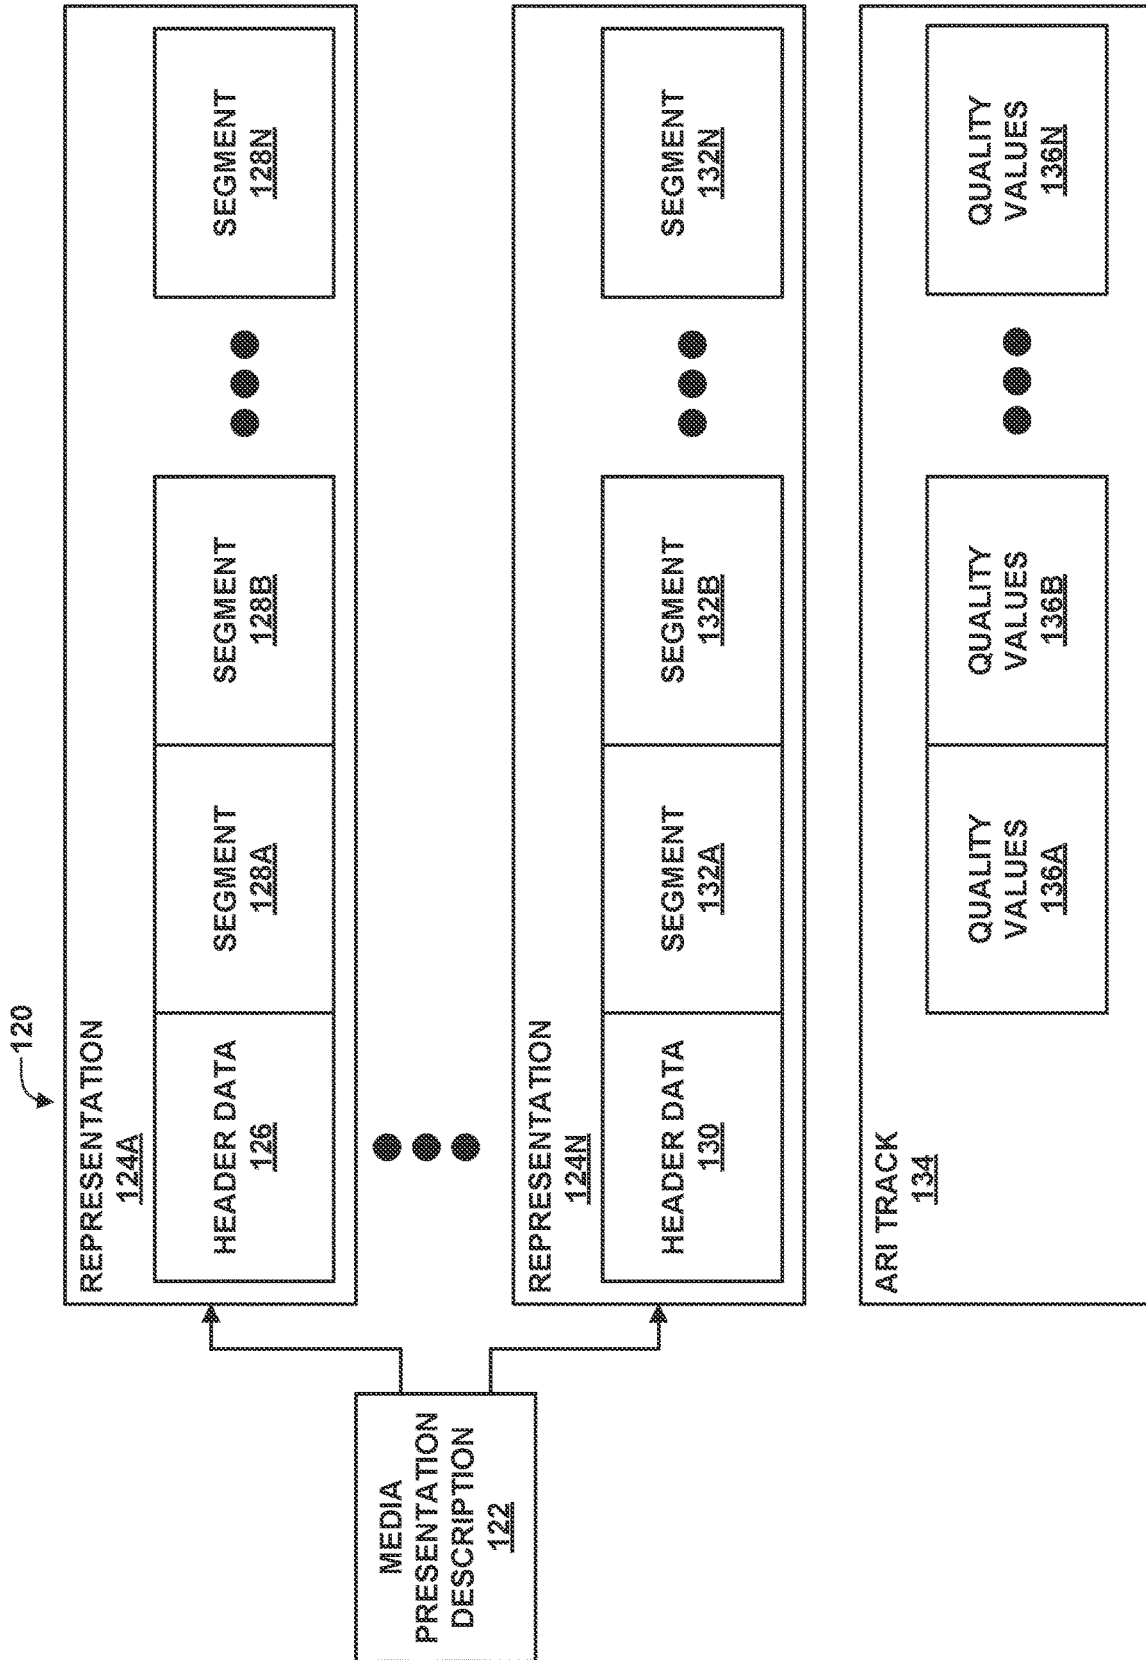 120
MEDIA
PRESENTATION
DESCRIPTION
122
REPRESENTATION
124A
HEADER DATA
126
SEGMENT
128A
SEGMENT
128B
SEGMENT
128N
REPRESENTATION
124N
HEADER DATA
130
SEGMENT
132A
SEGMENT
132B
SEGMENT
132N
ARI TRACK
134
QUALITY
VALUES
136A
QUALITY
VALUES
136B
QUALITY
VALUES
136N